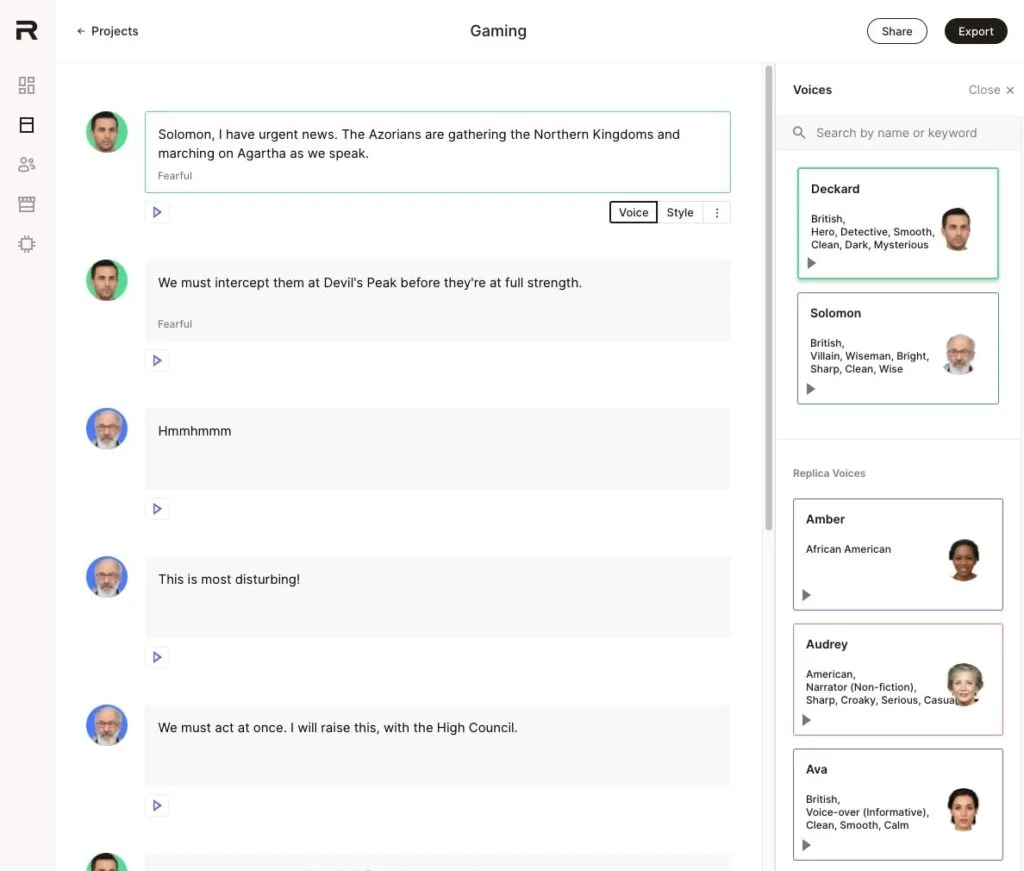 R
← Projects
Gaming
Share
Export
Solomon, I have urgent news. The Azorians are gathering the Northern Kingdoms and
marching on Agartha as we speak.
Fearful
Voice
Style
We must intercept them at Devil's Peak before they're at full strength.
Fearful
Hmmhmmm
This is most disturbing!
We must act at once. I will raise this, with the High Council.
Voices
Close ×
Search by name or keyword
Deckard
British,
Hero, Detective, Smooth,
Clean, Dark, Mysterious
Solomon
British,
Villain, Wiseman, Bright,
Sharp, Clean, Wise
Replica Voices
Amber
African American
Audrey
American,
Narrator (Non-fiction),
Sharp, Croaky, Serious, Casua
Ava
British,
Voice-over (Informative),
Clean, Smooth, Calm